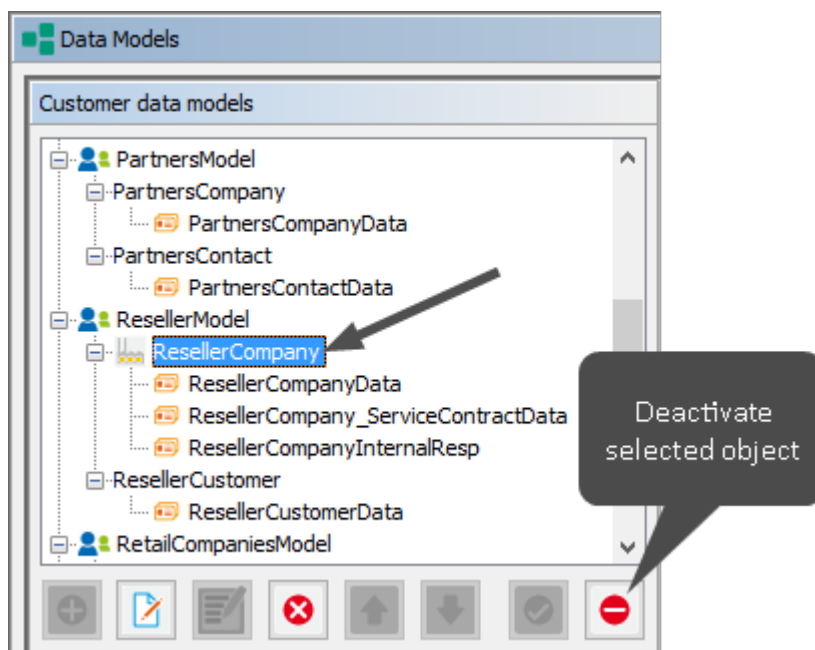 Data Models
Customer data models
PartnersModel
PartnersCompany
PartnersCompanyData
PartnersContact
PartnersContactData
ResellerModel
ResellerCompany
ResellerCompanyData
ResellerCompany_ServiceContractData
ResellerCompanyInternalResp
ResellerCustomer
ResellerCustomerData
RetailCompaniesModel
Deactivate
selected object